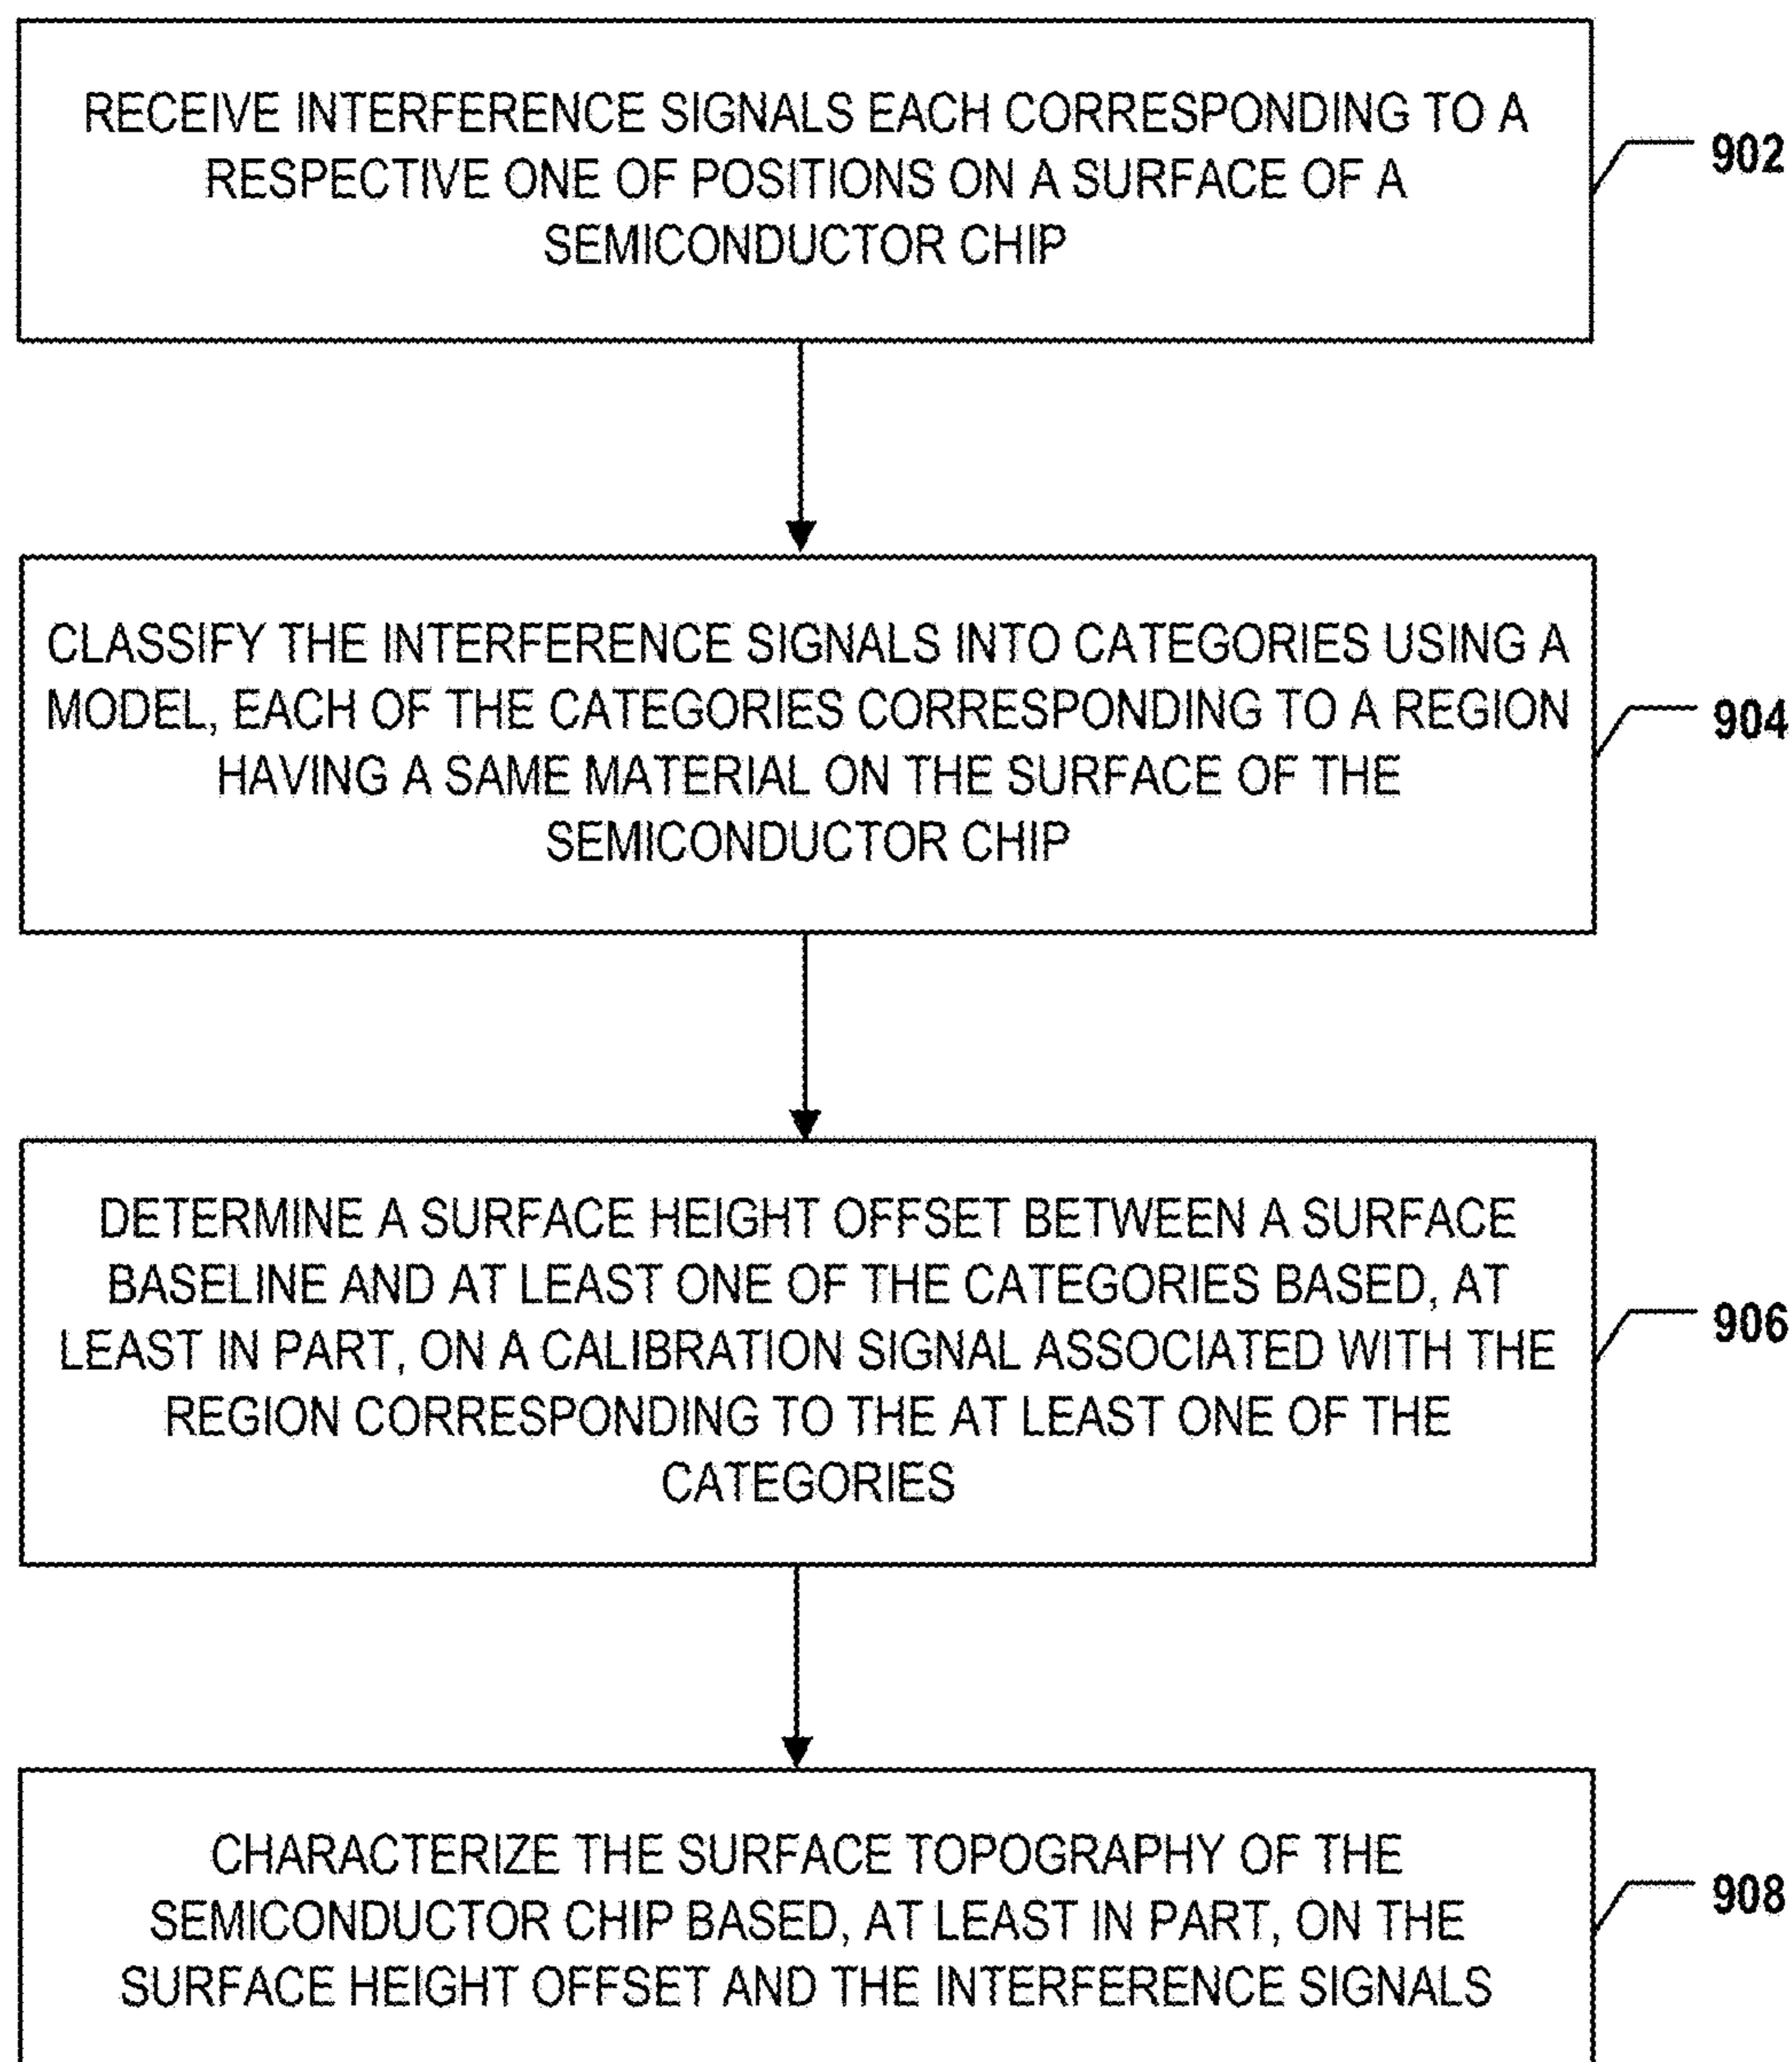 RECEIVE INTERFERENCE SIGNALS EACH CORRESPONDING TO A
RESPECTIVE ONE OF POSITIONS ON A SURFACE OF A
SEMICONDUCTOR CHIP
902
CLASSIFY THE INTERFERENCE SIGNALS INTO CATEGORIES USING A
MODEL, EACH OF THE CATEGORIES CORRESPONDING TO A REGION
HAVING A SAME MATERIAL ON THE SURFACE OF THE
SEMICONDUCTOR CHIP
904
DETERMINE A SURFACE HEIGHT OFFSET BETWEEN A SURFACE
BASELINE AND AT LEAST ONE OF THE CATEGORIES BASED, AT
LEAST IN PART, ON A CALIBRATION SIGNAL ASSOCIATED WITH THE
REGION CORRESPONDING TO THE AT LEAST ONE OF THE
CATEGORIES
906
CHARACTERIZE THE SURFACE TOPOGRAPHY OF THE
SEMICONDUCTOR CHIP BASED, AT LEAST IN PART, ON THE
SURFACE HEIGHT OFFSET AND THE INTERFERENCE SIGNALS
908